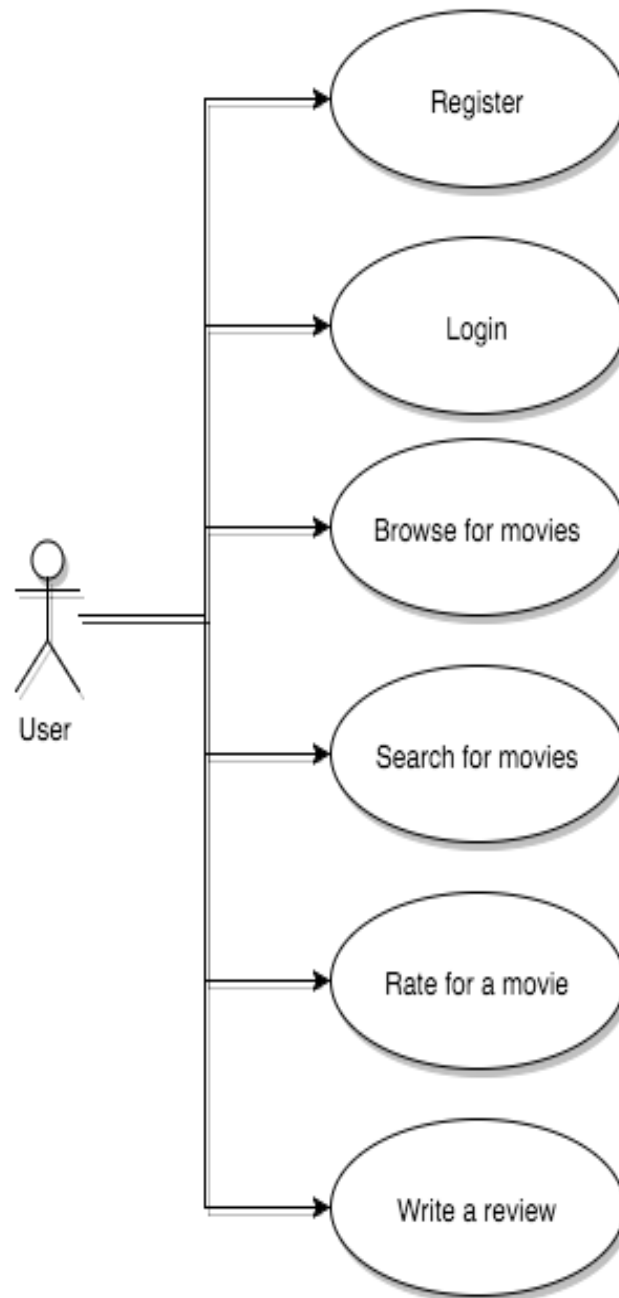 Register
Login
Browse for movies
User
Search for movies
Rate for a movie
Write a review